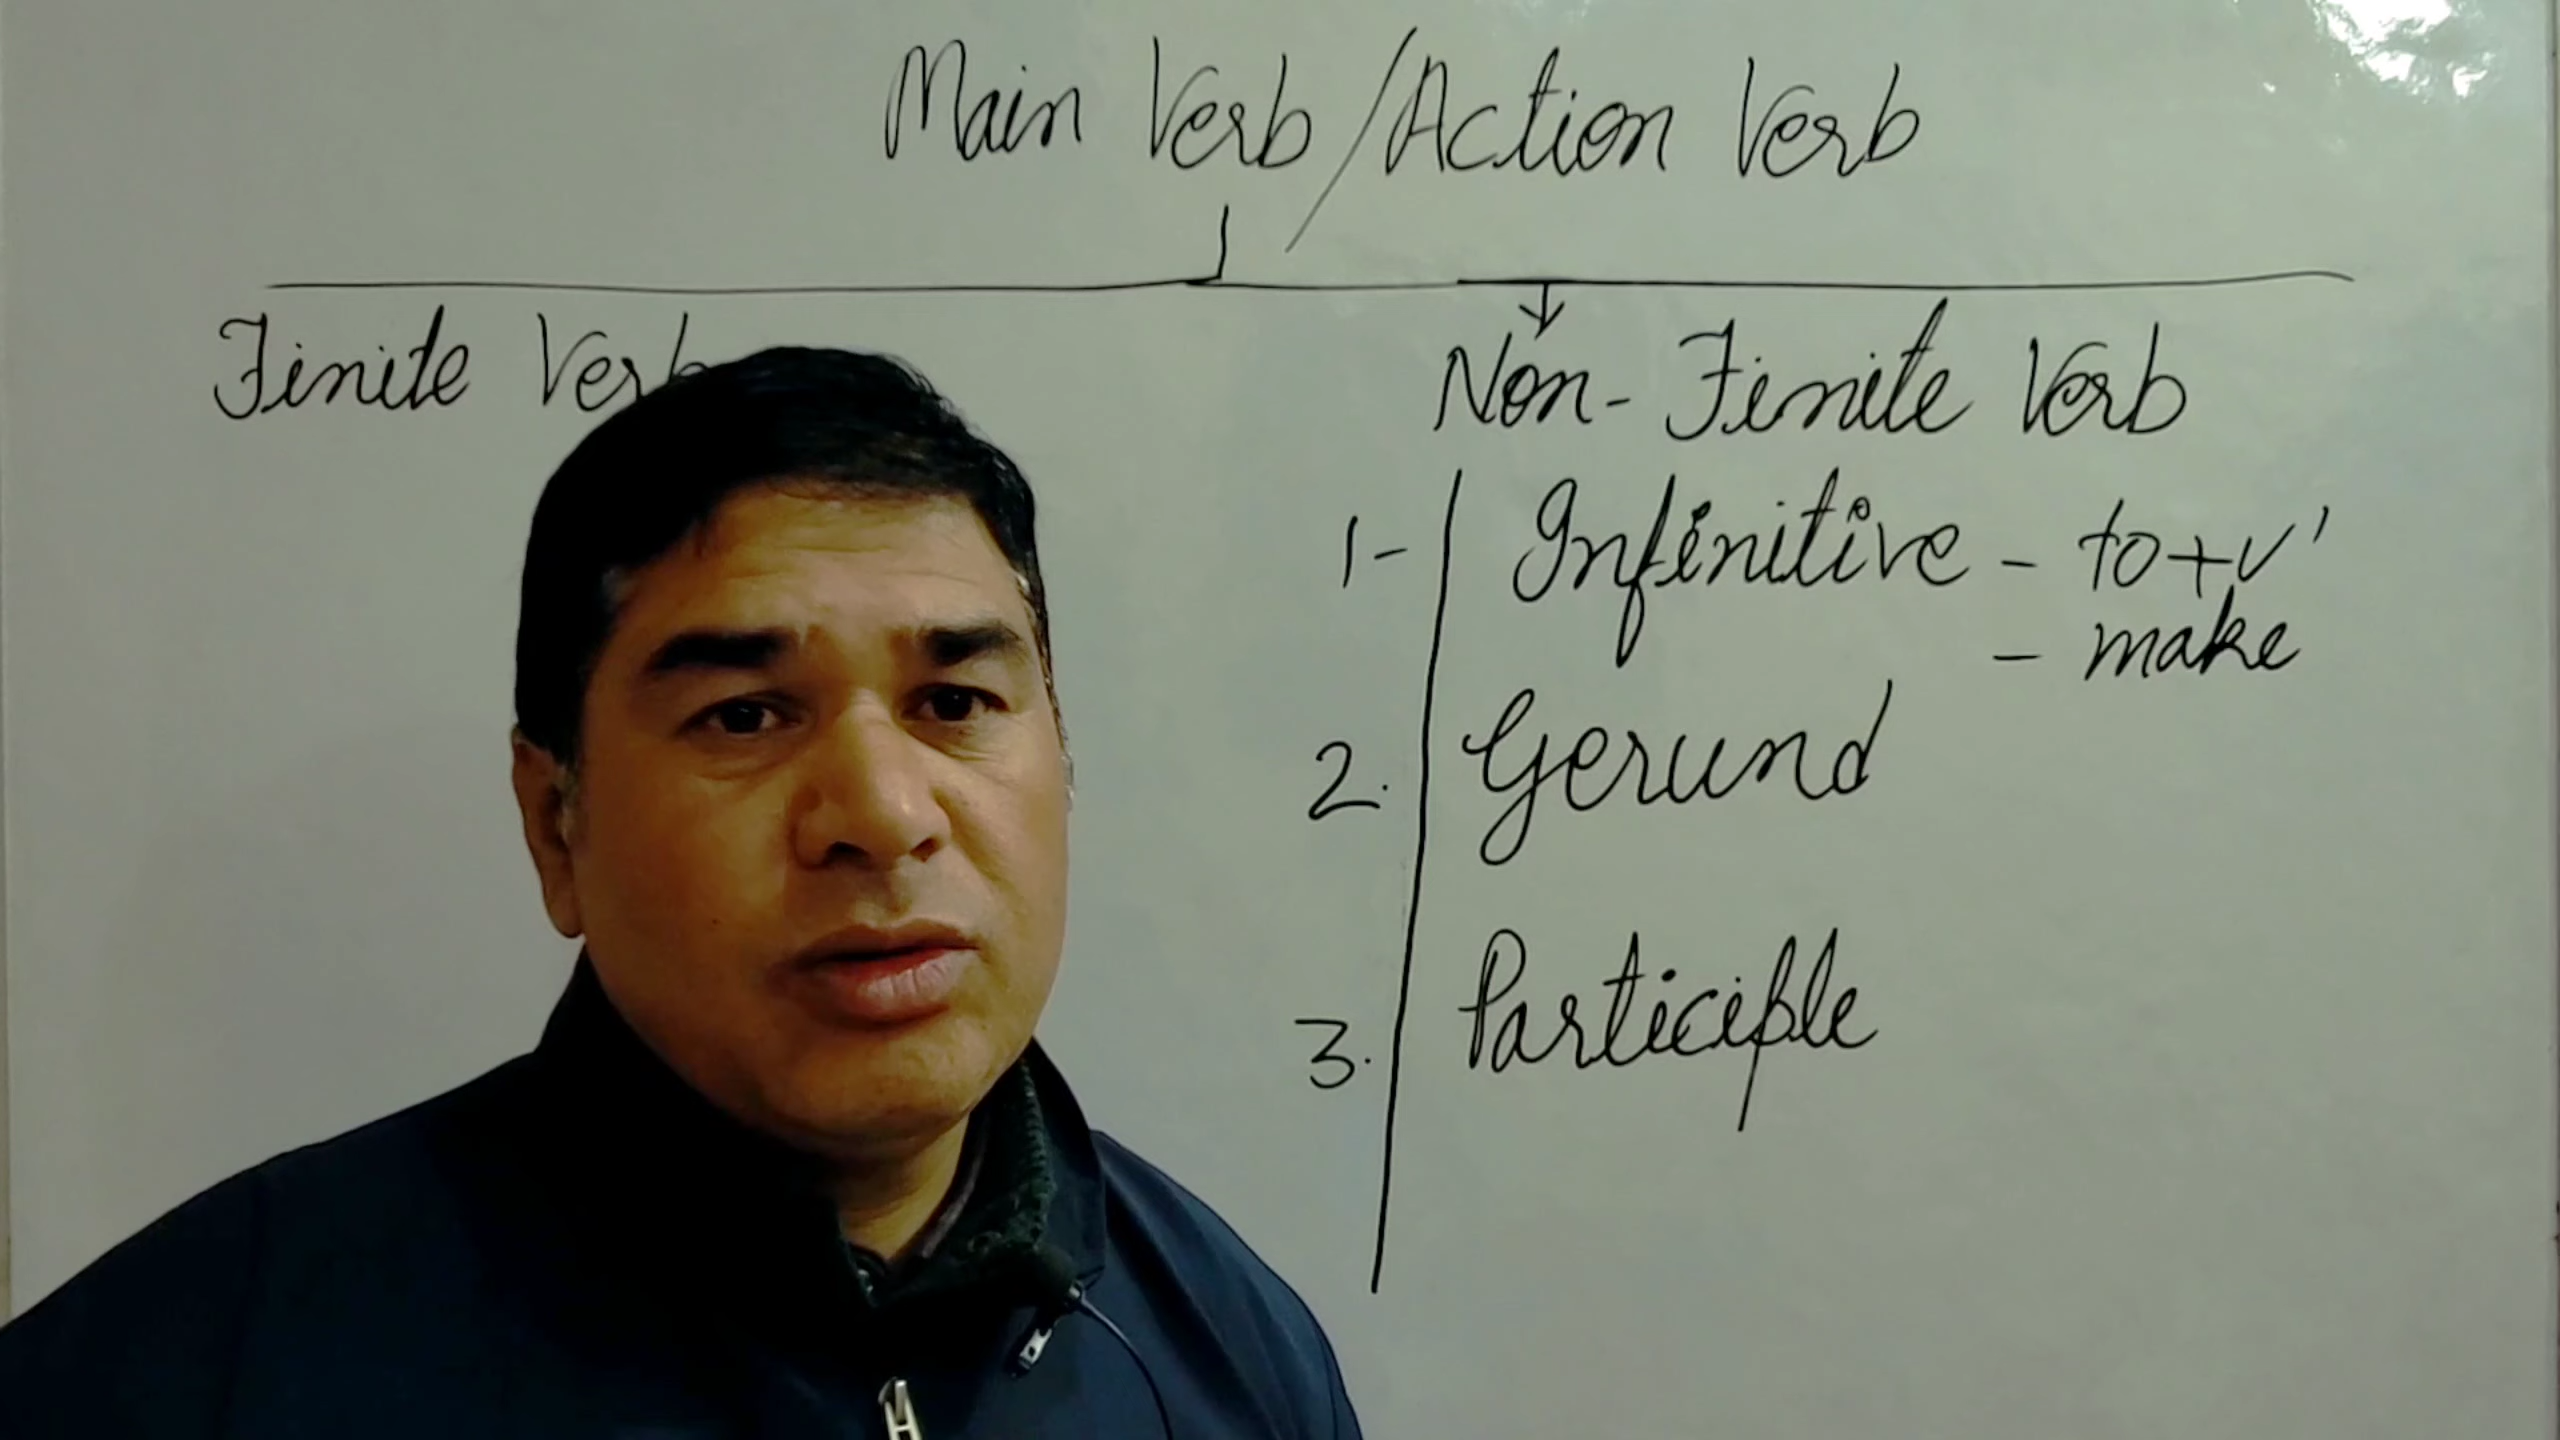 Main Verb/Action Verb
Finite Verb
Non-Finite Verb
1- Infinitive - to+v'
- make
2. Gerund
3. Participle